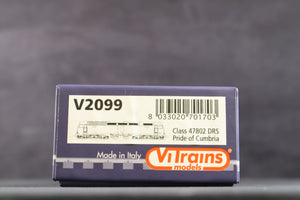 V2099
8 033020 701703
Class 47802 DRS
Pride of Cumbria
Made in Italy
ViTrains
models